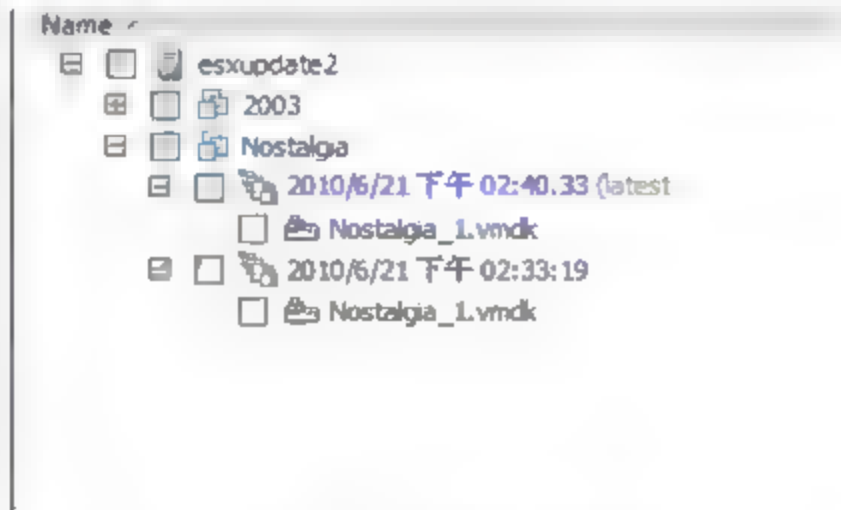 Name
esxupdate2
2003
Nostalgia
2010/6/21 下午 02:40:33 (latest
Nostalgia_1.vmdk
2010/6/21 下午 02:33:19
Nostalgia_1.vmdk